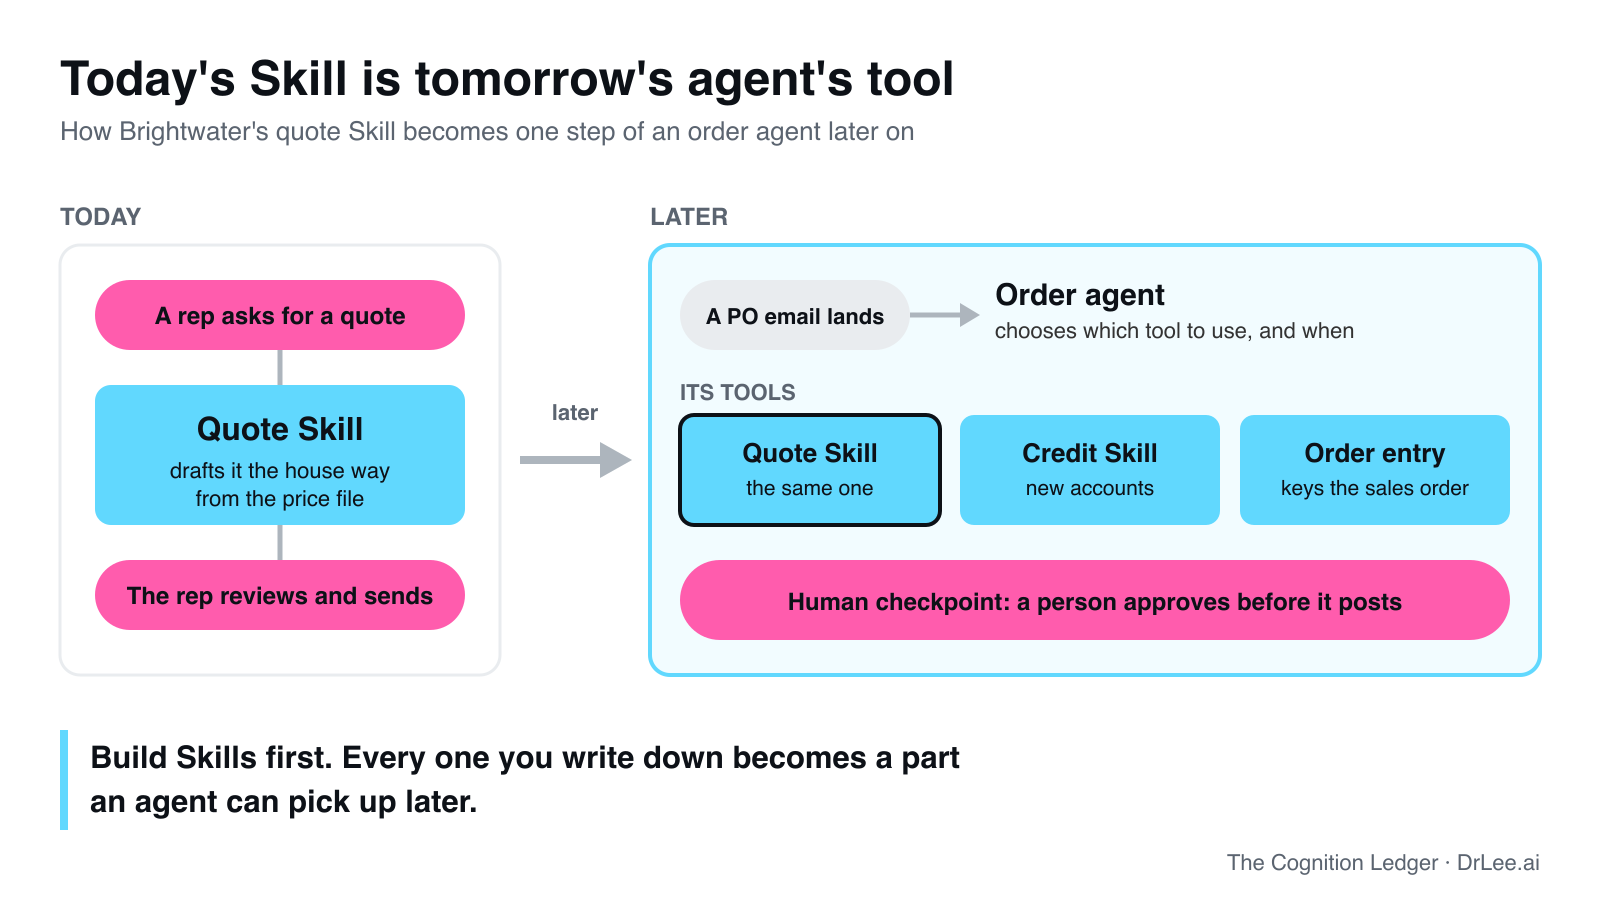 Today's Skill is tomorrow's agent's tool
How Brightwater's quote Skill becomes one step of an order agent later on
TODAY
A rep asks for a quote
Quote Skill
drafts it the house way
from the price file
The rep reviews and sends
later
LATER
A PO email lands
Order agent
chooses which tool to use, and when
ITS TOOLS
Quote Skill
the same one
Credit Skill
new accounts
Order entry
keys the sales order
Human checkpoint: a person approves before it posts
Build Skills first. Every one you write down becomes a part
an agent can pick up later.
The Cognition Ledger · DrLee.ai